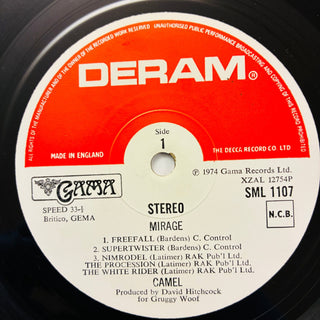 ALL RIGHTS OF THE MANUFACTURER AND OF THE OWNER OF THE RECORDED WORK RESERVED UNAUTHORISED PUBLIC PERFORMANCE BROADCASTING AND COPYING OF THIS RECORD PROHIBITED
DERAM®
Side
1
MADE IN ENGLAND
THE DECCA RECORD CO LTD
℗ 1974 Gama Records Ltd.
XZAL 12754P
GAMA
STEREO
SML 1107
SPEED 33⅓
Britico, GEMA
MIRAGE
N.C.B.
1. FREEFALL (Bardens) C. Control
2. SUPERTWISTER (Bardens) C. Control
3. NIMRODEL (Latimer) RAK Pub'l Ltd.
THE PROCESSION (Latimer) RAK Pub'l Ltd.
THE WHITE RIDER (Latimer) RAK Pub'l Ltd.
CAMEL
Produced by David Hitchcock
for Gruggy Woof